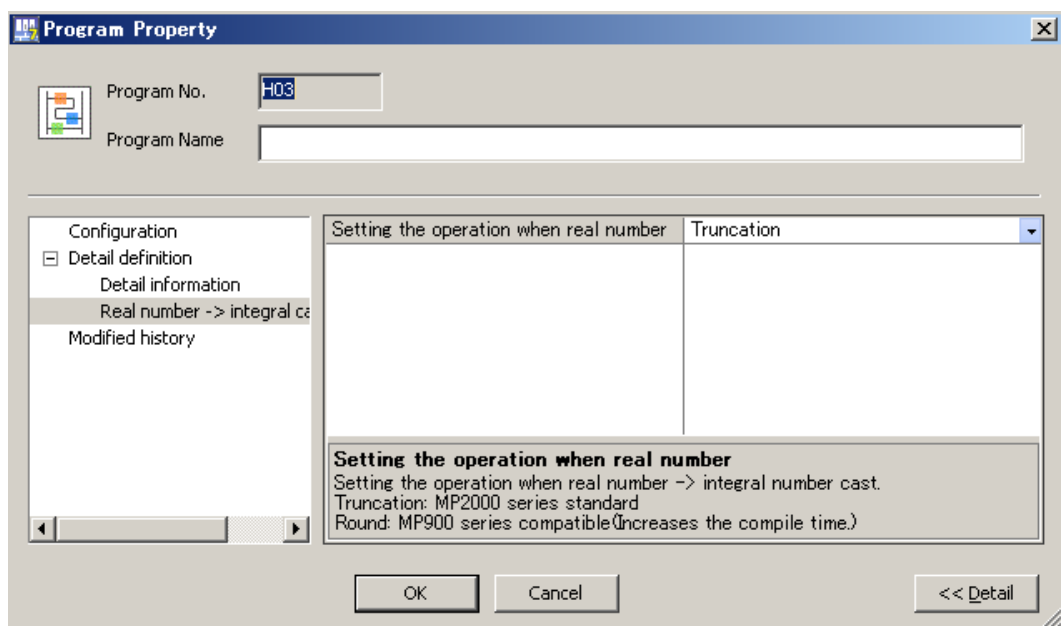 Program Property
Program No.
H03
Program Name
Configuration
Detail definition
Detail information
Real number -> integral ca
Modified history
Setting the operation when real number
Truncation
Setting the operation when real number
Setting the operation when real number -> integral number cast.
Truncation: MP2000 series standard
Round: MP900 series compatible(Increases the compile time.)
OK
Cancel
<< Detail